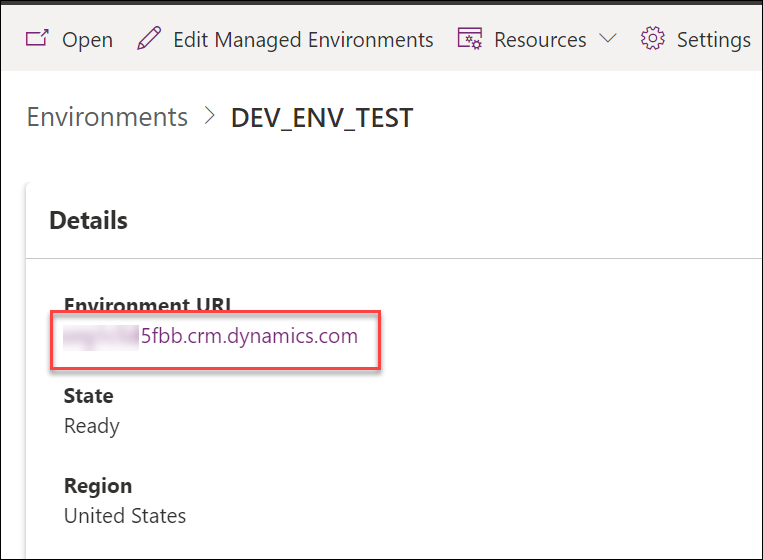 Open Edit Managed Environments Resources Settings
Environments > DEV_ENV_TEST
Details
Environment URL
5fbb.crm.dynamics.com
State
Ready
Region
United States